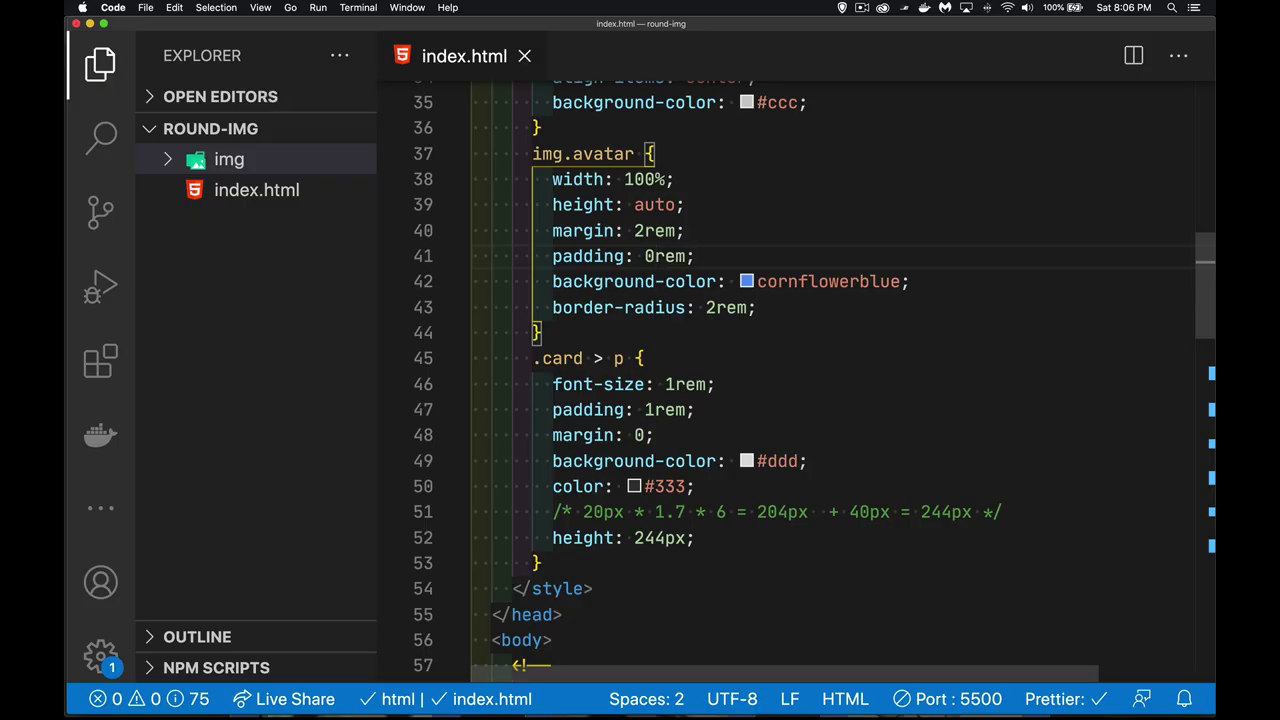 Code File Edit Selection View Go Run Terminal Window Help
100% Sat 8:06 PM
index.html — round-img
EXPLORER
OPEN EDITORS
ROUND-IMG
img
index.html
OUTLINE
NPM SCRIPTS
1
index.html
35 background-color: #ccc;
36 }
37 img.avatar {
38 width: 100%;
39 height: auto;
40 margin: 2rem;
41 padding: 0rem;
42 background-color: cornflowerblue;
43 border-radius: 2rem;
44 }
45 .card > p {
46 font-size: 1rem;
47 padding: 1rem;
48 margin: 0;
49 background-color: #ddd;
50 color: #333;
51 /* 20px * 1.7 * 6 = 204px + 40px = 244px */
52 height: 244px;
53 }
54 </style>
55 </head>
56 <body>
57 <!--
0 0 75 Live Share html | index.html Spaces: 2 UTF-8 LF HTML Port : 5500 Prettier: